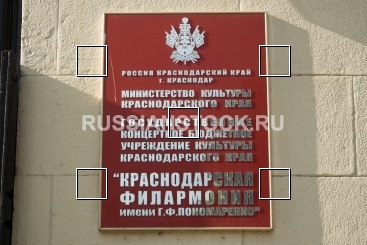 РОССИЯ КРАСНОДАРСКИЙ КРАЙ
г. КРАСНОДАР
МИНИСТЕРСТВО КУЛЬТУРЫ
КРАСНОДАРСКОГО КРАЯ
ГОСУДАРСТВЕННОЕ
RUSSIANSTOCK.RU
КОНЦЕРТНОЕ БЮДЖЕТНОЕ
УЧРЕЖДЕНИЕ КУЛЬТУРЫ
КРАСНОДАРСКОГО КРАЯ
"КРАСНОДАРСКАЯ
ФИЛАРМОНИЯ
имени Г.Ф.ПОНОМАРЕНКО"